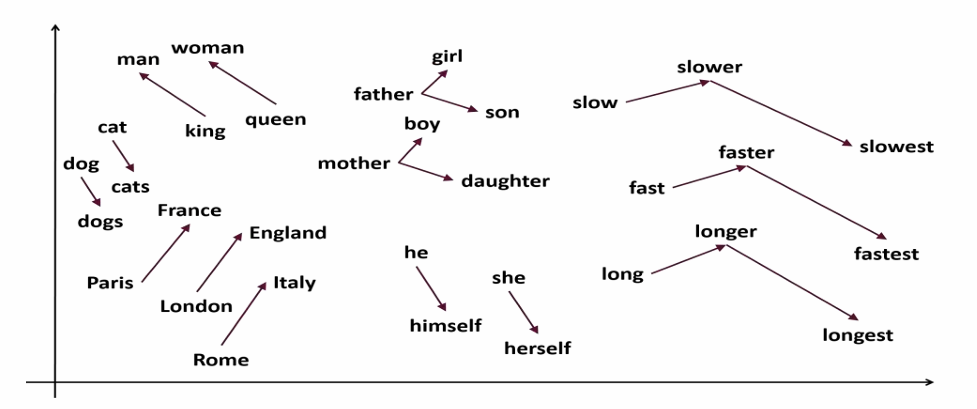 man
woman
king
queen
cat
cats
dog
dogs
France
Paris
England
London
Italy
Rome
girl
father
son
boy
mother
daughter
he
himself
she
herself
slow
slower
slowest
fast
faster
fastest
long
longer
longest